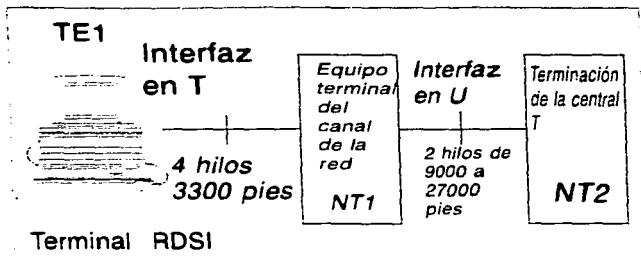 TE1
Interfaz
en T
4 hilos
3300 pies
Terminal RDSI
Equipo
terminal
del
canal
de la
red
NT1
Interfaz
en U
2 hilos de
9000 a
27000
pies
Terminación
de la central
T
NT2